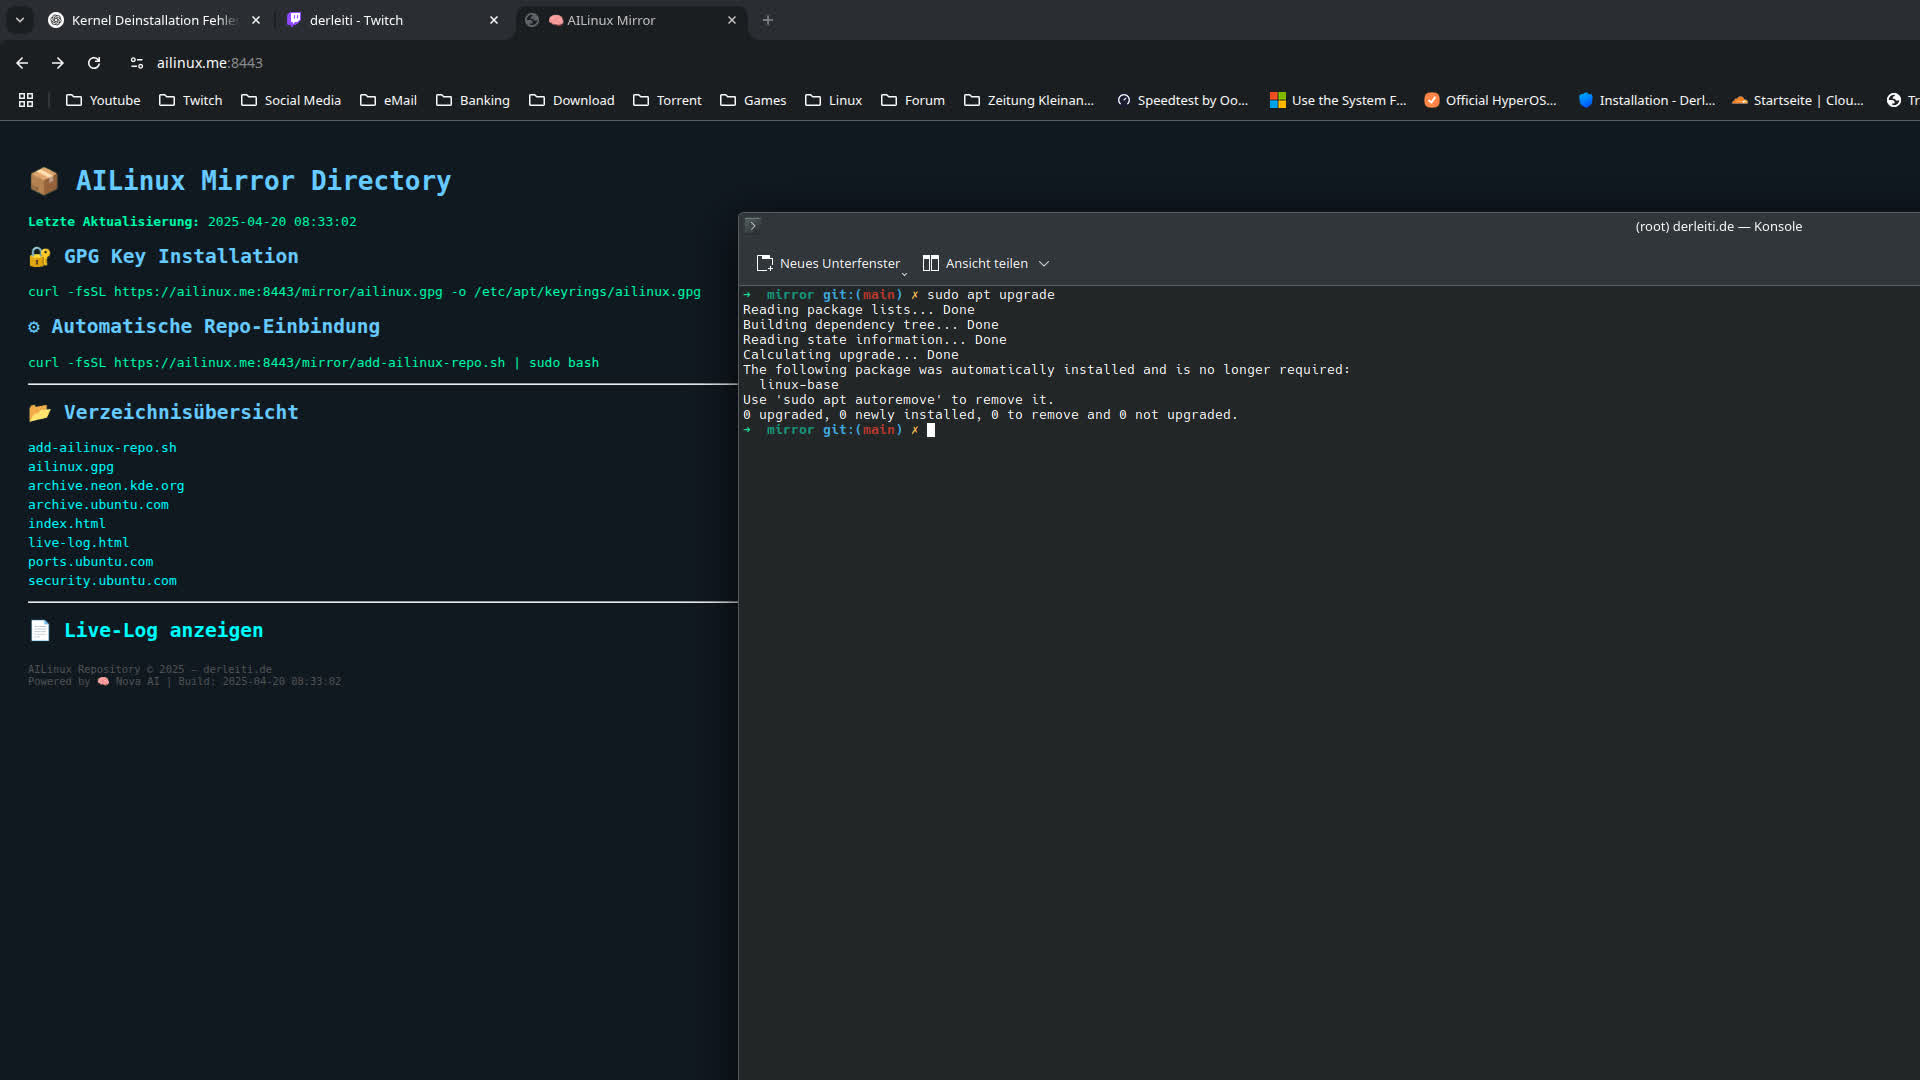 Kernel Deinstallation Fehle
derleiti - Twitch
🧠 AILinux Mirror
ailinux.me:8443
Youtube
Twitch
Social Media
eMail
Banking
Download
Torrent
Games
Linux
Forum
Zeitung Kleinan...
Speedtest by Oo...
Use the System F...
Official HyperOS...
Installation - Derl...
Startseite | Clou...
Tr
📦 AILinux Mirror Directory
Letzte Aktualisierung: 2025-04-20 08:33:02
🔐 GPG Key Installation
curl -fsSL https://ailinux.me:8443/mirror/ailinux.gpg -o /etc/apt/keyrings/ailinux.gpg
⚙ Automatische Repo-Einbindung
curl -fsSL https://ailinux.me:8443/mirror/add-ailinux-repo.sh | sudo bash
📂 Verzeichnisübersicht
add-ailinux-repo.sh
ailinux.gpg
archive.neon.kde.org
archive.ubuntu.com
index.html
live-log.html
ports.ubuntu.com
security.ubuntu.com
📄 Live-Log anzeigen
AILinux Repository © 2025 — derleiti.de
Powered by 🧠 Nova AI | Build: 2025-04-20 08:33:02
(root) derleiti.de — Konsole
Neues Unterfenster
Ansicht teilen
➜  mirror git:(main) ✗ sudo apt upgrade
Reading package lists... Done
Building dependency tree... Done
Reading state information... Done
Calculating upgrade... Done
The following package was automatically installed and is no longer required:
  linux-base
Use 'sudo apt autoremove' to remove it.
0 upgraded, 0 newly installed, 0 to remove and 0 not upgraded.
➜  mirror git:(main) ✗